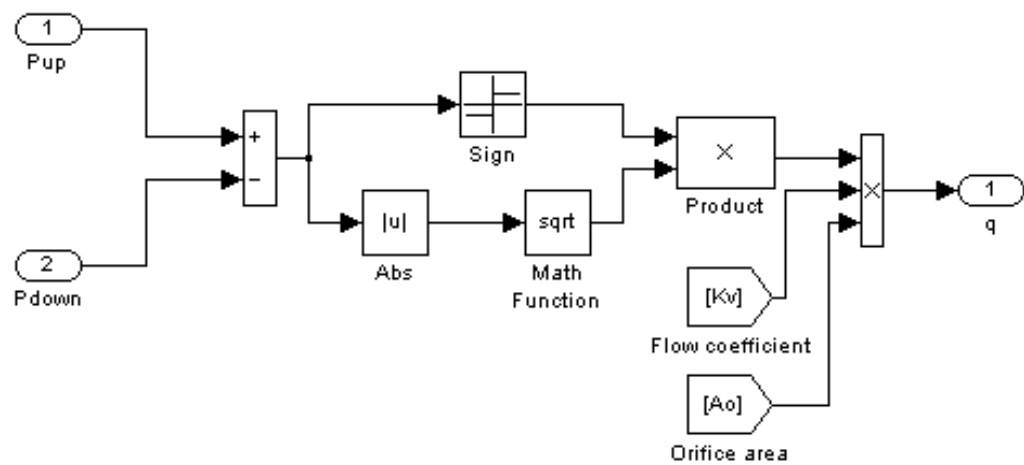 1
Pup
+
−
Sign
×
Product
×
1
q
|u|
Abs
sqrt
Math
Function
2
Pdown
[Kv]
Flow coefficient
[Ao]
Orifice area